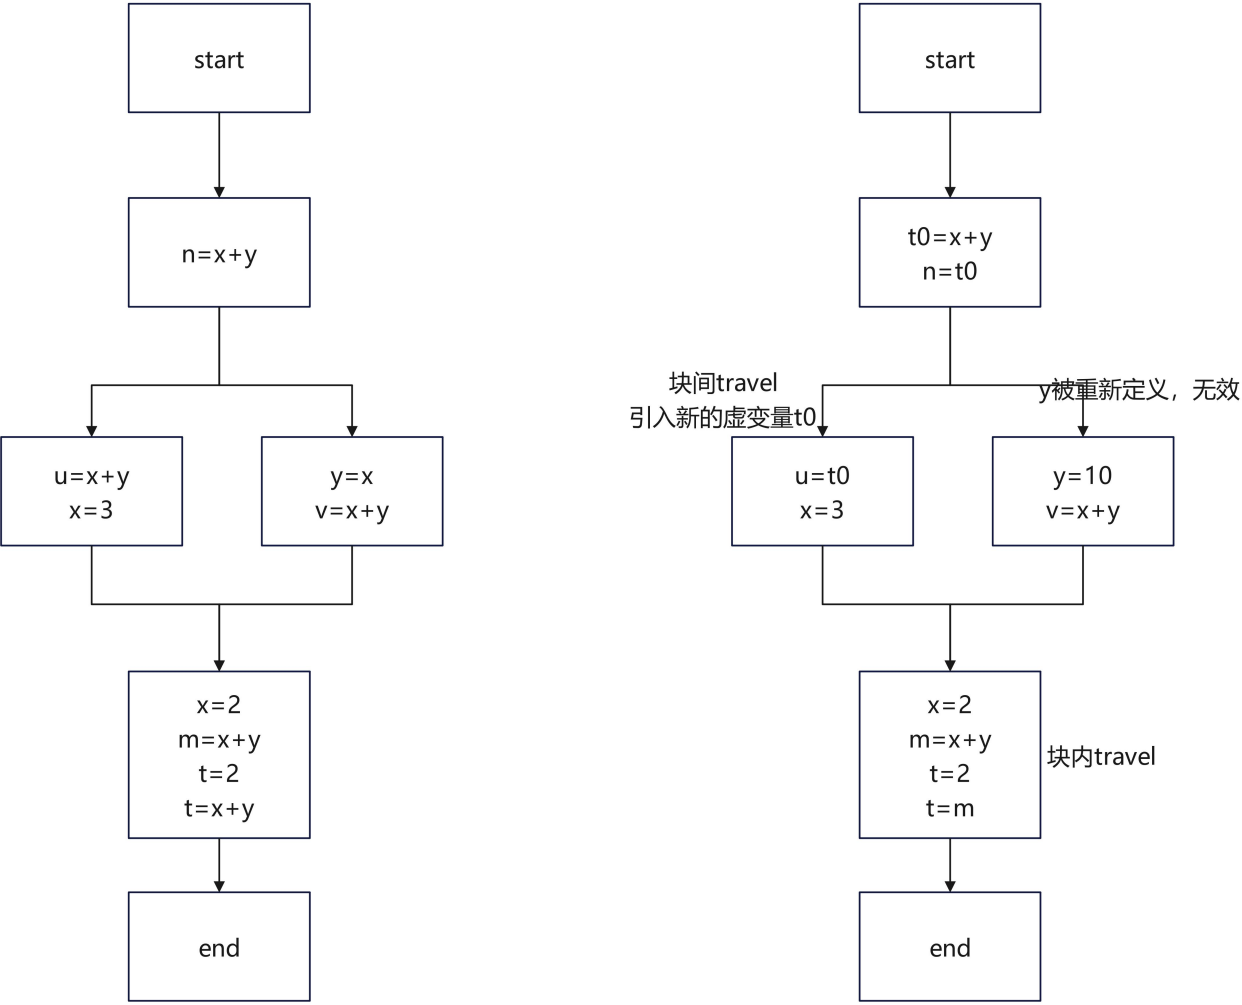 start
n=x+y
u=x+y
x=3
y=x
v=x+y
x=2
m=x+y
t=2
t=x+y
end
start
t0=x+y
n=t0
块间travel
引入新的虚变量t0
y被重新定义，无效
u=t0
x=3
y=10
v=x+y
x=2
m=x+y
t=2
t=m
块内travel
end